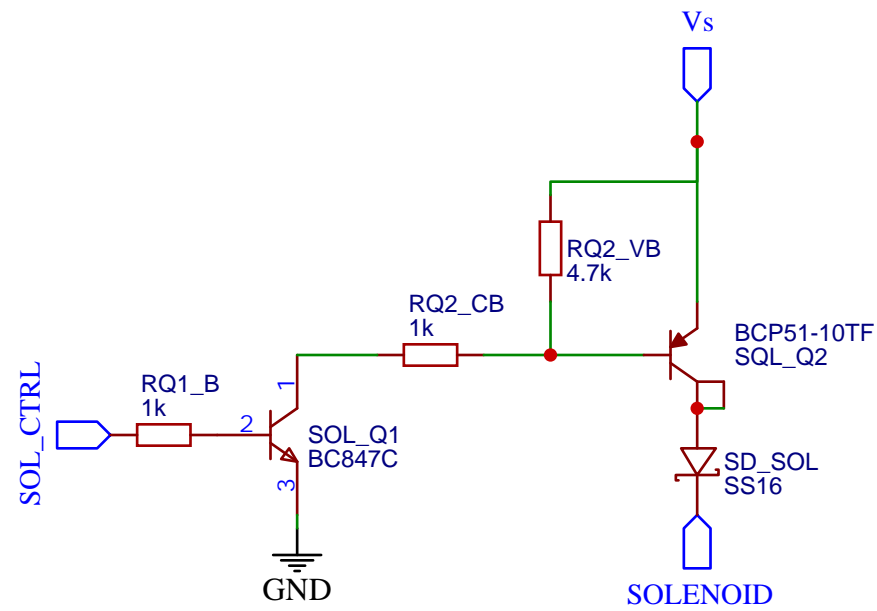 Vs
RQ2_VB
4.7k
RQ2_CB
1k
BCP51-10TF
SQL_Q2
SOL_CTRL
RQ1_B
1k
1
2
3
SOL_Q1
BC847C
SD_SOL
SS16
GND
SOLENOID